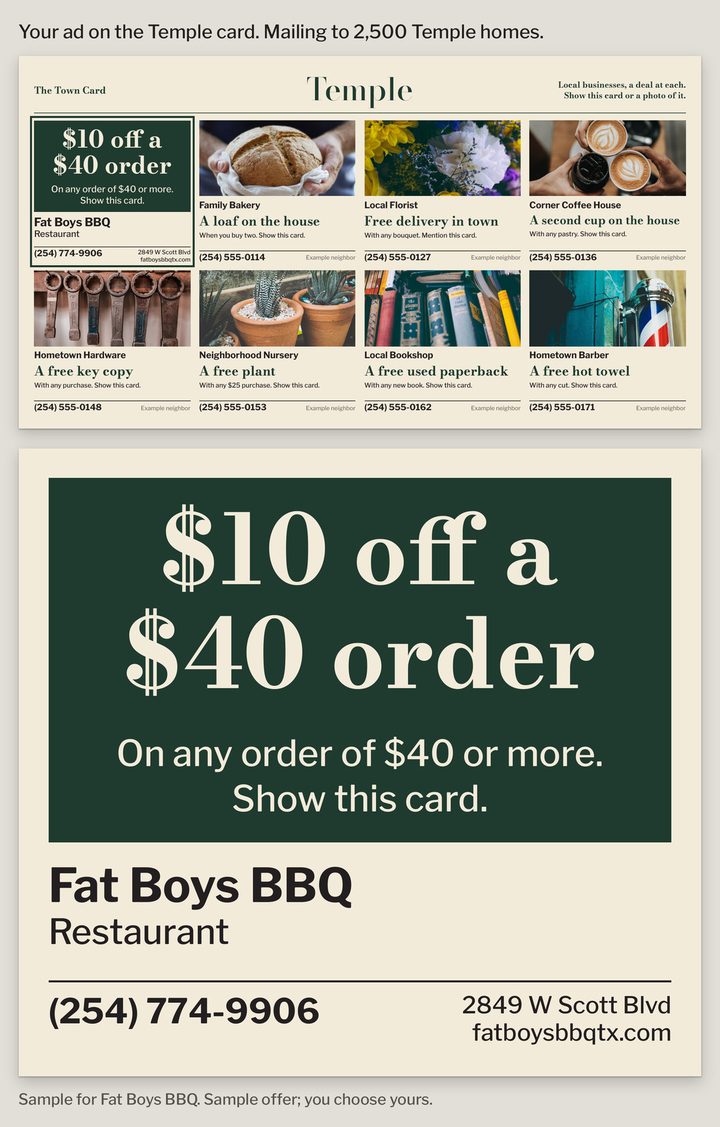 Your ad on the Temple card. Mailing to 2,500 Temple homes.
The Town Card
Temple
Local businesses, a deal at each.
Show this card or a photo of it.
$10 off a
$40 order
On any order of $40 or more.
Show this card.
Fat Boys BBQ
Restaurant
(254) 774-9906
2849 W Scott Blvd
fatboysbbqtx.com
Family Bakery
A loaf on the house
When you buy two. Show this card.
(254) 555-0114
Example neighbor
Local Florist
Free delivery in town
With any bouquet. Mention this card.
(254) 555-0127
Example neighbor
Corner Coffee House
A second cup on the house
With any pastry. Show this card.
(254) 555-0136
Example neighbor
Hometown Hardware
A free key copy
With any purchase. Show this card.
(254) 555-0148
Example neighbor
Neighborhood Nursery
A free plant
With any $25 purchase. Show this card.
(254) 555-0153
Example neighbor
Local Bookshop
A free used paperback
With any new book. Show this card.
(254) 555-0162
Example neighbor
Hometown Barber
A free hot towel
With any cut. Show this card.
(254) 555-0171
Example neighbor
$10 off a
$40 order
On any order of $40 or more.
Show this card.
Fat Boys BBQ
Restaurant
(254) 774-9906
2849 W Scott Blvd
fatboysbbqtx.com
Sample for Fat Boys BBQ. Sample offer; you choose yours.